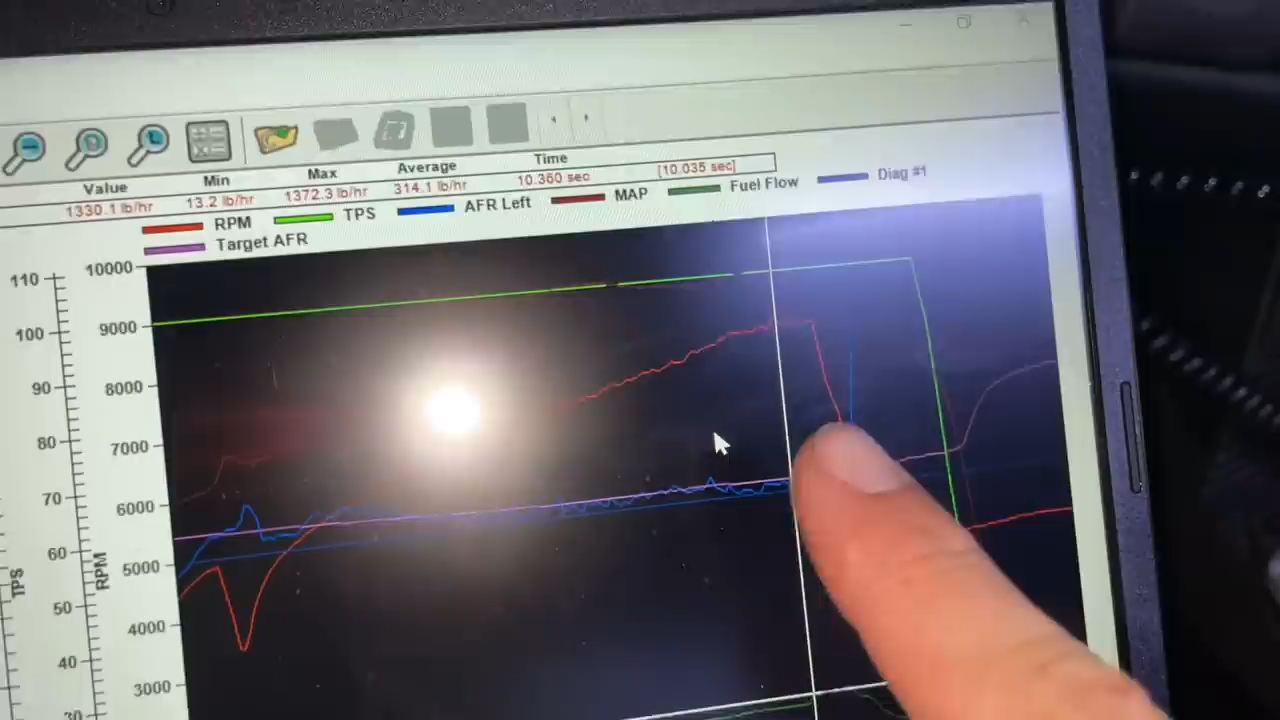 Value Min Max Average Time
1330.1 lb/hr 13.2 lb/hr 1372.3 lb/hr 314.1 lb/hr 10.360 sec [10.035 sec]
RPM TPS AFR Left MAP Fuel Flow Diag #1
Target AFR
110
100
90
80
70
60
50
40
30
TPS
10000
9000
8000
7000
6000
5000
4000
3000
RPM